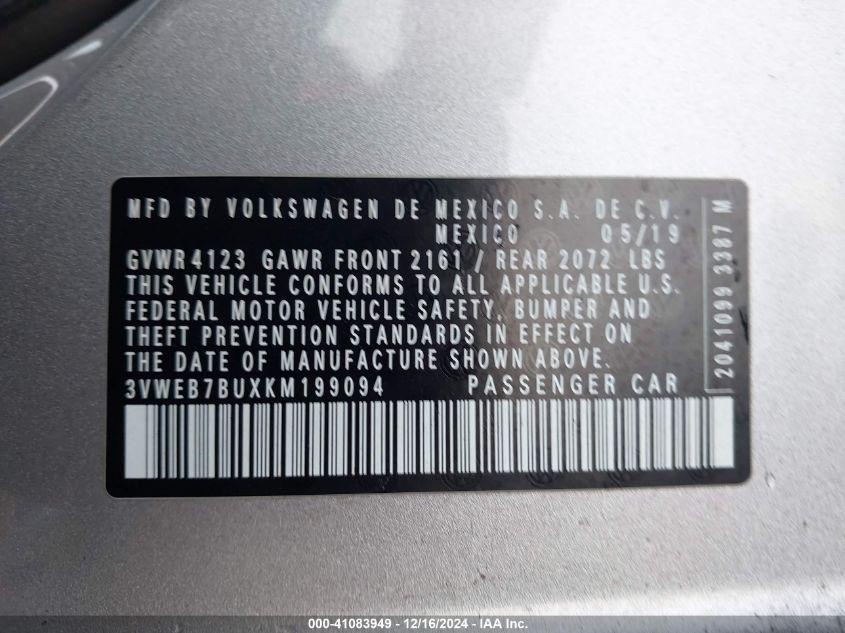 MFD BY VOLKSWAGEN DE MEXICO S.A. DE C.V.
MEXICO 05/19
GVWR 4123 GAWR FRONT 2161 / REAR 2072 LBS
THIS VEHICLE CONFORMS TO ALL APPLICABLE U.S.
FEDERAL MOTOR VEHICLE SAFETY, BUMPER AND
THEFT PREVENTION STANDARDS IN EFFECT ON
THE DATE OF MANUFACTURE SHOWN ABOVE.
3VWEB7BUXKM199094 PASSENGER CAR
2041099 3387 M
000-41083949 - 12/16/2024 - IAA Inc.